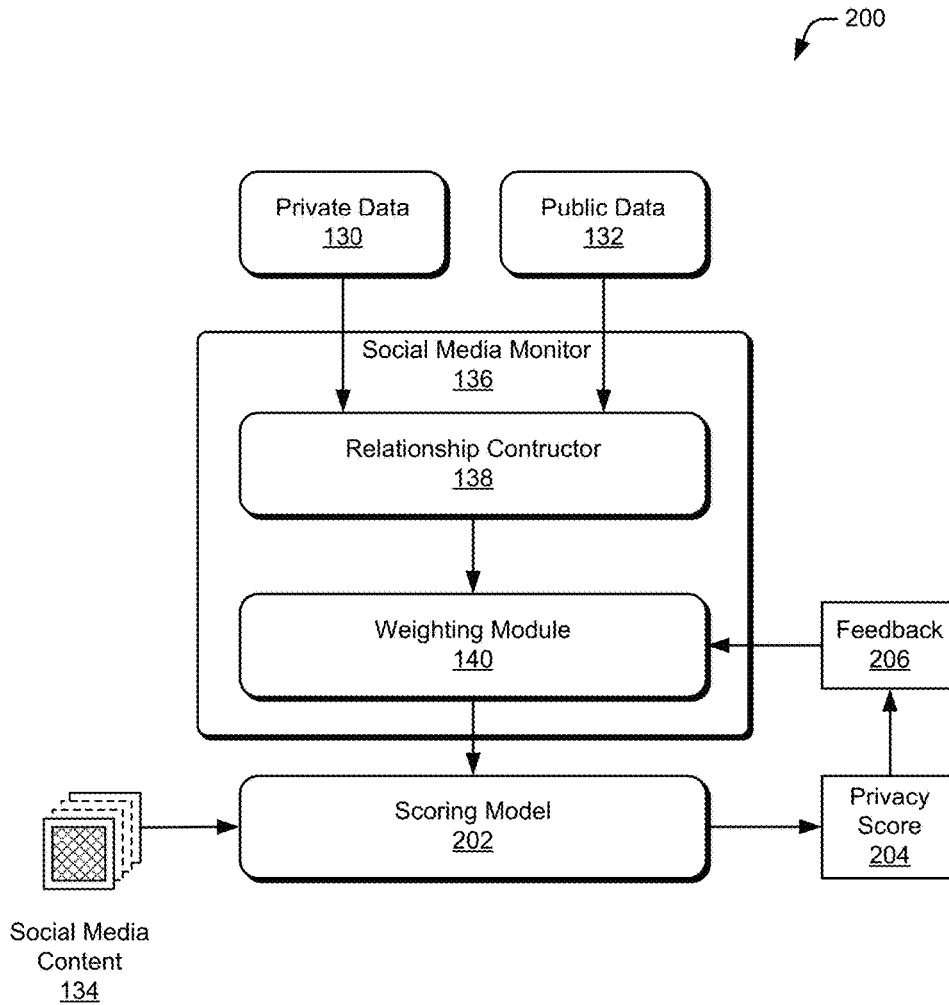 200
Private Data
130
Public Data
132
Social Media Monitor
136
Relationship Contructor
138
Weighting Module
140
Feedback
206
Scoring Model
202
Privacy
Score
204
Social Media
Content
134